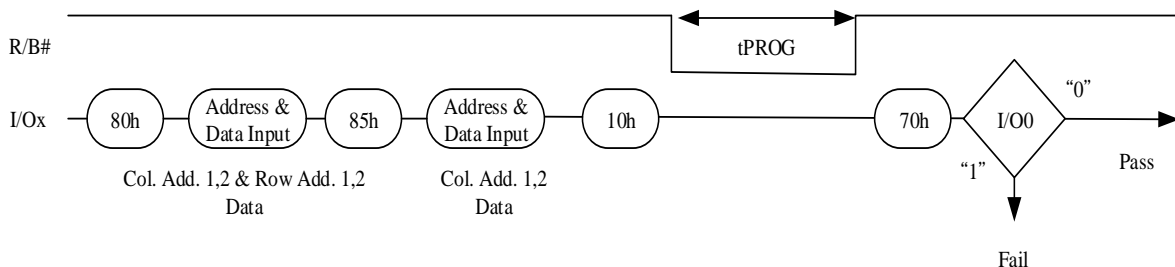 R/B#
tPROG
I/Ox
80h
Address &
Data Input
85h
Address &
Data Input
10h
70h
I/O0
“0”
“1”
Pass
Col. Add. 1,2 & Row Add. 1,2
Data
Col. Add. 1,2
Data
Fail